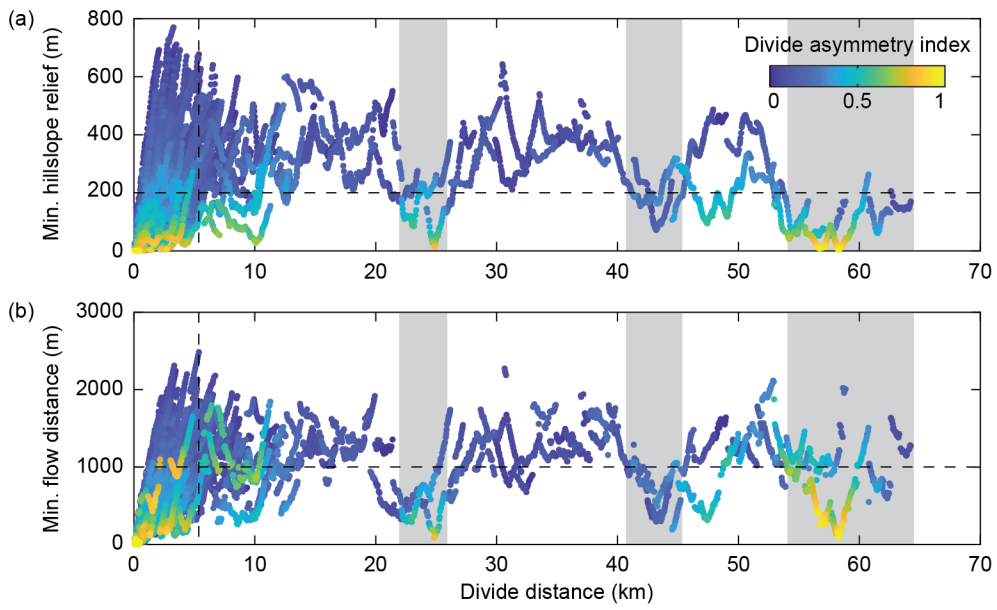 (a)
Min. hillslope relief (m)
800
600
400
200
0
Divide asymmetry index
0 0.5 1
0 10 20 30 40 50 60 70
(b)
Min. flow distance (m)
3000
2000
1000
0
0 10 20 30 40 50 60 70
Divide distance (km)